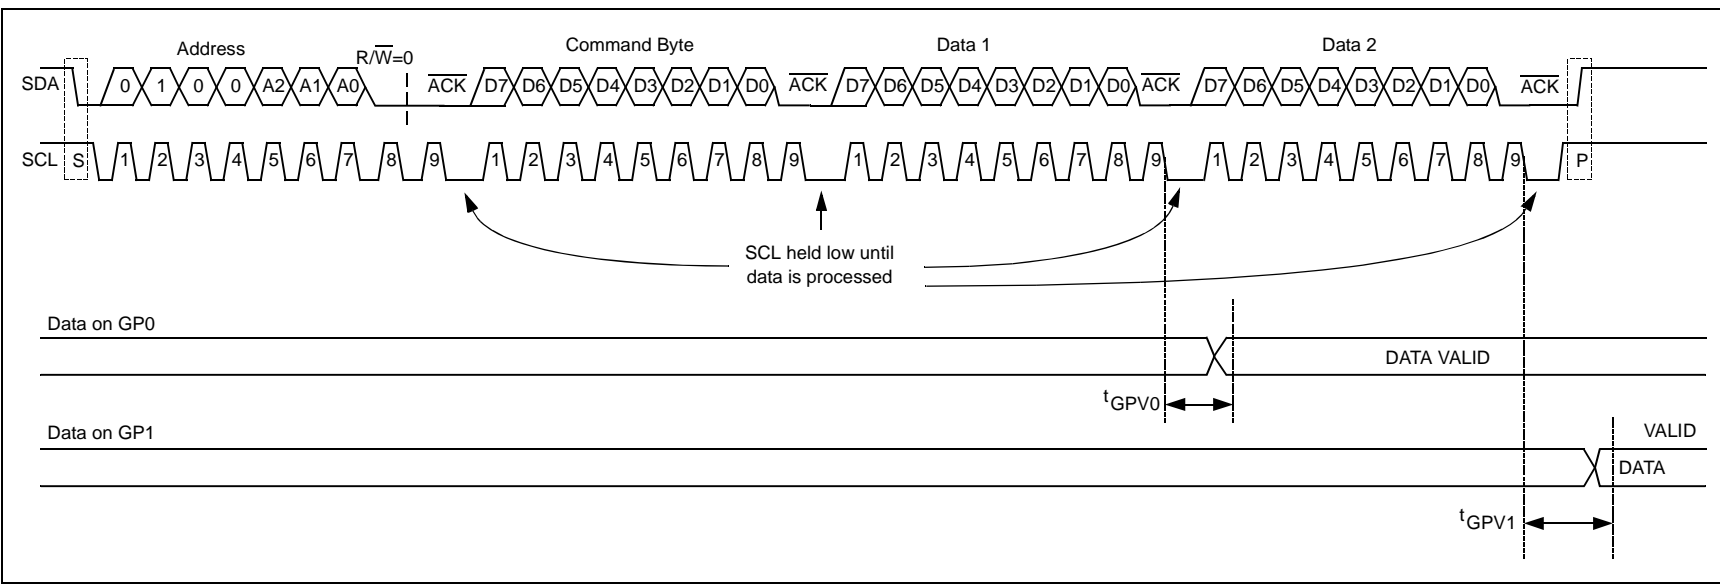 Address R/W=0 Command Byte Data 1 Data 2
SDA 0 1 0 0 A2 A1 A0 ACK D7 D6 D5 D4 D3 D2 D1 D0 ACK D7 D6 D5 D4 D3 D2 D1 D0 ACK D7 D6 D5 D4 D3 D2 D1 D0 ACK
SCL S 1 2 3 4 5 6 7 8 9 1 2 3 4 5 6 7 8 9 1 2 3 4 5 6 7 8 9 1 2 3 4 5 6 7 8 9 P
SCL held low until
data is processed
Data on GP0
DATA VALID
tGPV0
Data on GP1
VALID
DATA
tGPV1